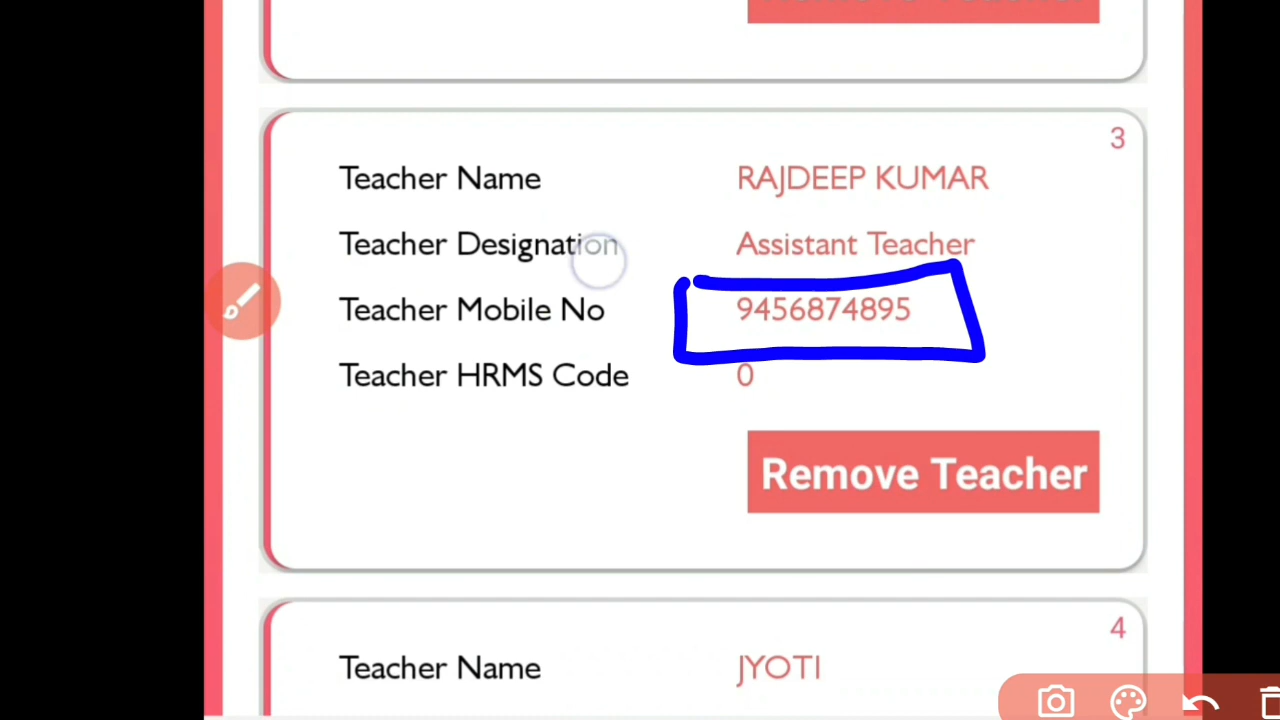 3
Teacher Name RAJDEEP KUMAR
Teacher Designation Assistant Teacher
Teacher Mobile No 9456874895
Teacher HRMS Code 0
Remove Teacher
4
Teacher Name JYOTI